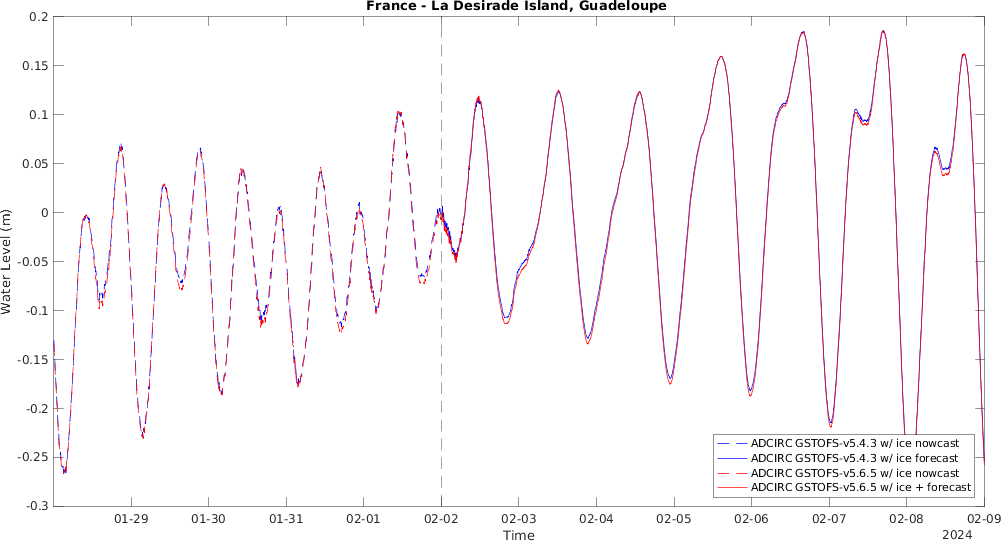 France - La Desirade Island, Guadeloupe
0.2
0.15
0.1
0.05
0
-0.05
-0.1
-0.15
-0.2
-0.25
-0.3
Water Level (m)
ADCIRC GSTOFS-v5.4.3 w/ ice nowcast
ADCIRC GSTOFS-v5.4.3 w/ ice forecast
ADCIRC GSTOFS-v5.6.5 w/ ice nowcast
ADCIRC GSTOFS-v5.6.5 w/ ice + forecast
01-29 01-30 01-31 02-01 02-02 02-03 02-04 02-05 02-06 02-07 02-08 02-09
Time
2024